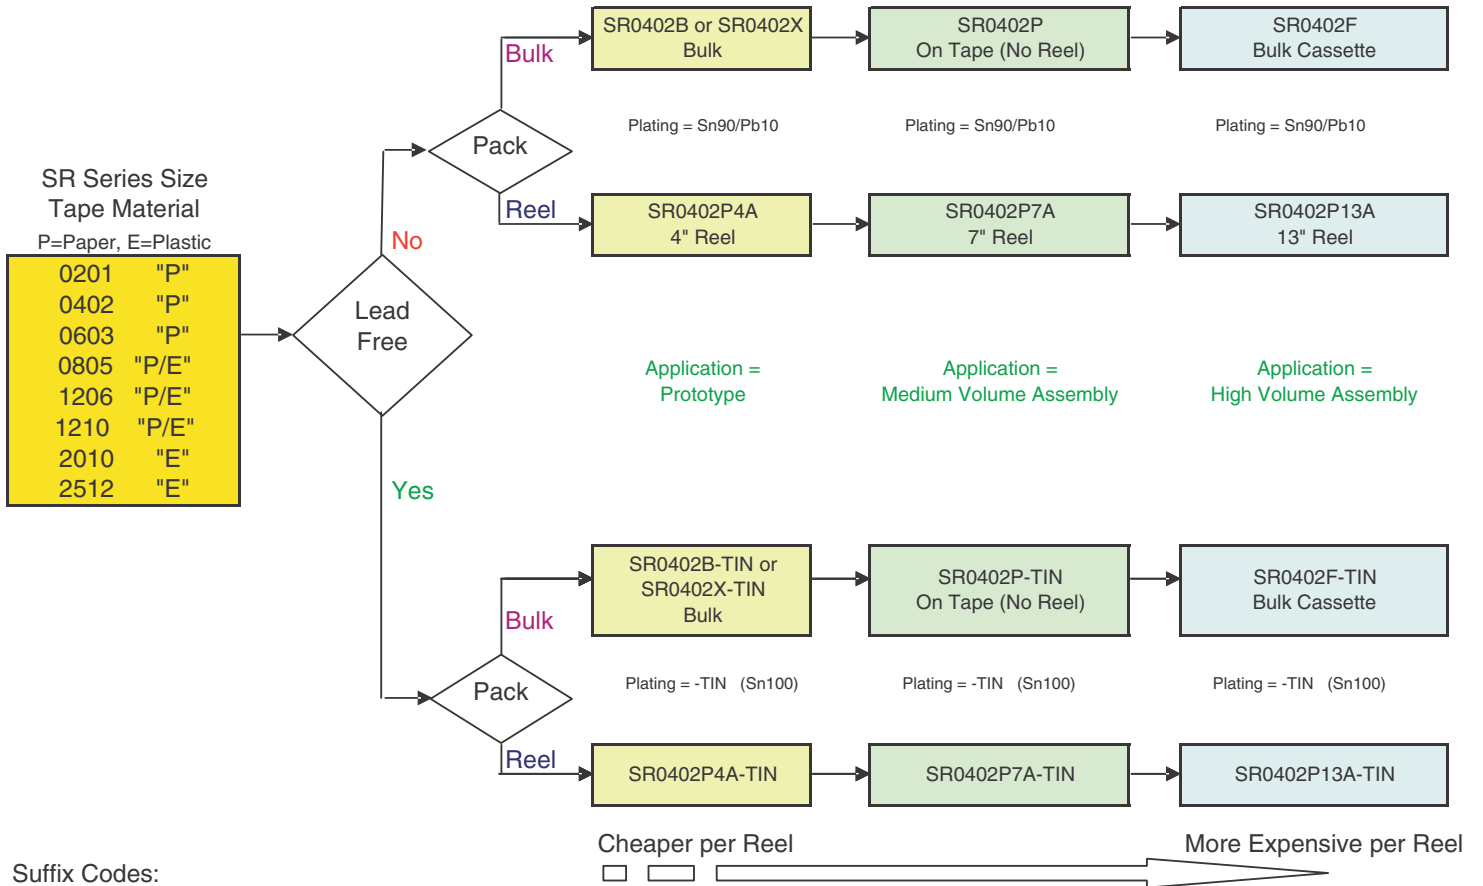 SR Series Size
Tape Material
P=Paper, E=Plastic
0201 "P"
0402 "P"
0603 "P"
0805 "P/E"
1206 "P/E"
1210 "P/E"
2010 "E"
2512 "E"
Lead
Free
No
Yes
Pack
Bulk
Reel
SR0402B or SR0402X
Bulk
SR0402P
On Tape (No Reel)
SR0402F
Bulk Cassette
Plating = Sn90/Pb10
Plating = Sn90/Pb10
Plating = Sn90/Pb10
SR0402P4A
4" Reel
SR0402P7A
7" Reel
SR0402P13A
13" Reel
Application =
Prototype
Application =
Medium Volume Assembly
Application =
High Volume Assembly
Pack
Bulk
Reel
SR0402B-TIN or
SR0402X-TIN
Bulk
SR0402P-TIN
On Tape (No Reel)
SR0402F-TIN
Bulk Cassette
Plating = -TIN (Sn100)
Plating = -TIN (Sn100)
Plating = -TIN (Sn100)
SR0402P4A-TIN
SR0402P7A-TIN
SR0402P13A-TIN
Cheaper per Reel
More Expensive per Reel
Suffix Codes: